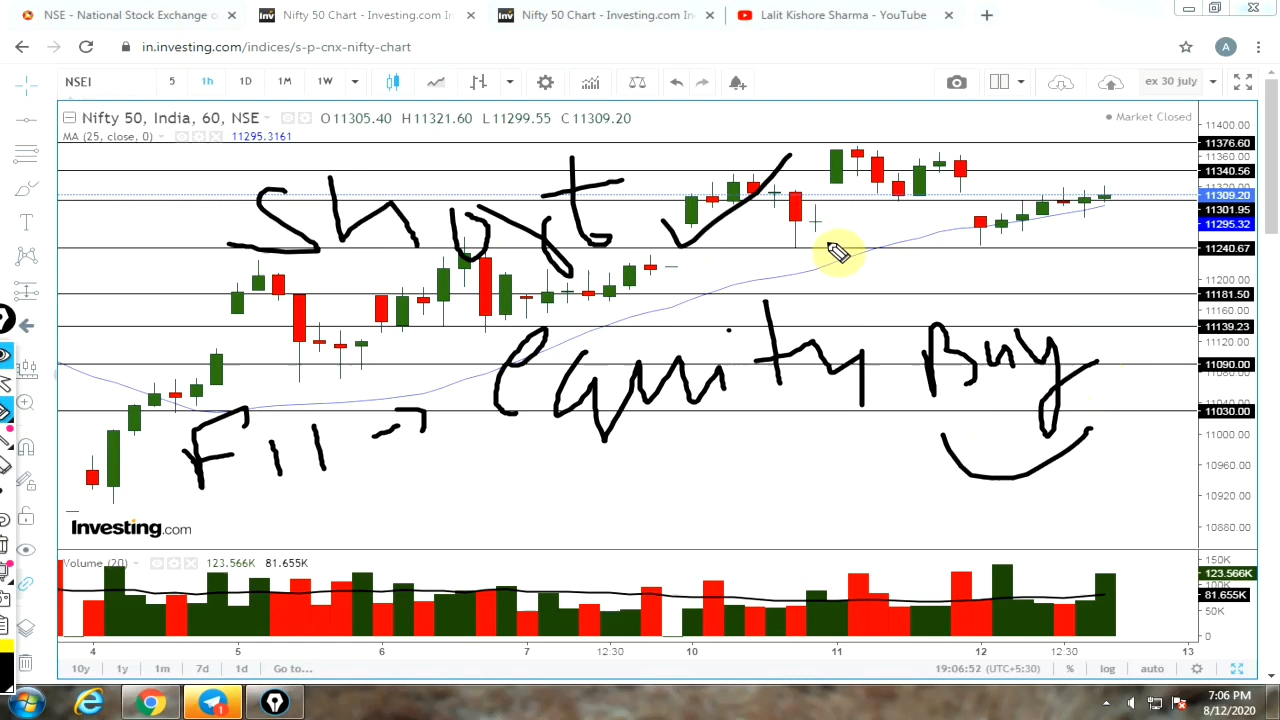 NSE - National Stock Exchange o
Nifty 50 Chart - Investing.com In
Nifty 50 Chart - Investing.com In
Lalit Kishore Sharma - YouTube
in.investing.com/indices/s-p-cnx-nifty-chart
A
NSEI 5 1h 1D 1M 1W ex 30 july
Nifty 50, India, 60, NSE O11305.40 H11321.60 L11299.55 C11309.20
Market Closed
MA (25, close, 0) 11295.3161
11400.00
11376.60
11360.00
11340.56
11309.20
11301.95
11295.32
11240.67
11200.00
11181.50
11160.00
11139.23
11120.00
11090.00
11030.00
11000.00
10960.00
10920.00
10880.00
Short
equity Buy
FII
Investing.com
Volume (20) 123.566K 81.655K
150K
123.566K
81.655K
50K
0
4 5 6 7 12:30 10 11 12 12:30 13
10y 1y 1m 7d 1d Go to... 19:06:52 (UTC+5:30) % log auto
7:06 PM
8/12/2020